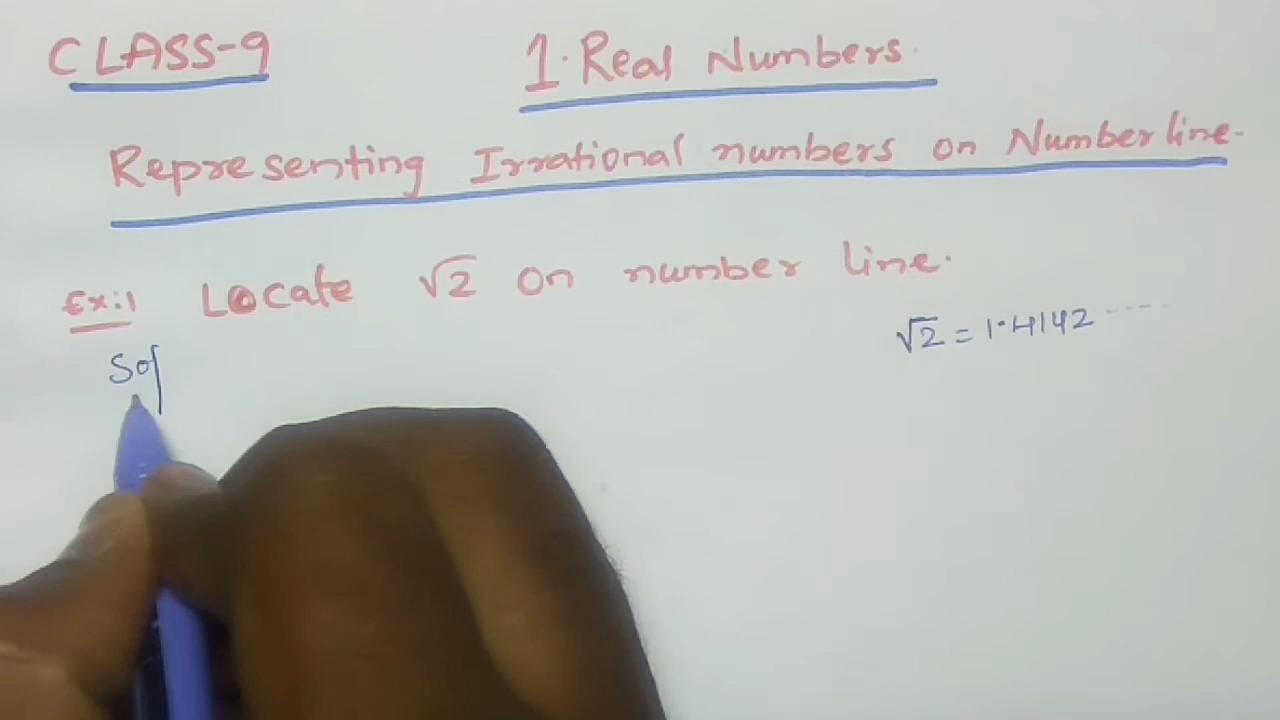 CLASS-9
1. Real Numbers.
Representing Irrational numbers on Number line.
Ex:1 Locate √2 on number line.
√2 = 1.4142 ......
Sol